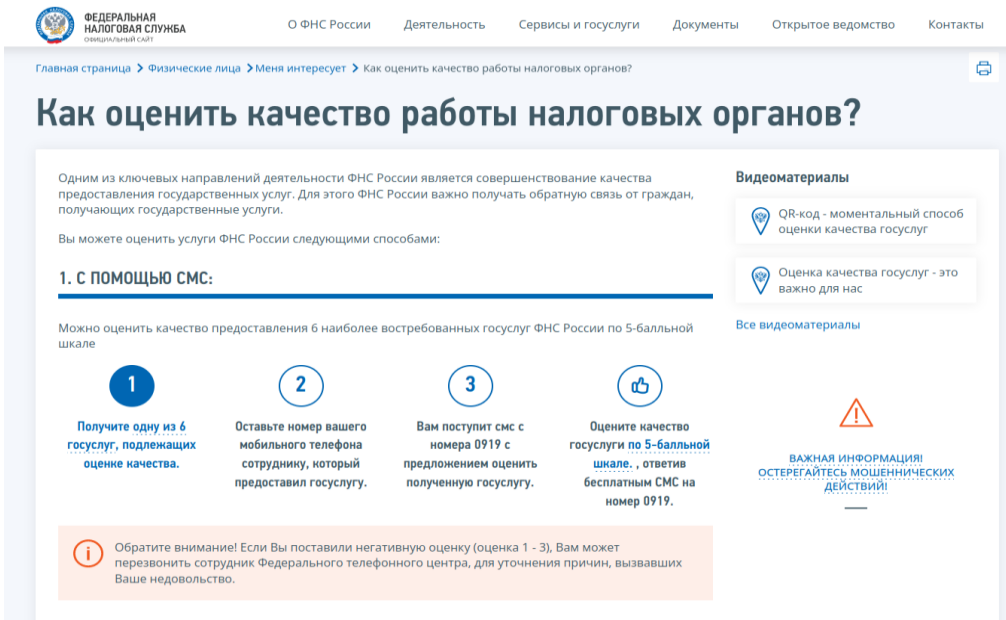 ФЕДЕРАЛЬНАЯ
НАЛОГОВАЯ СЛУЖБА
ОФИЦИАЛЬНЫЙ САЙТ
О ФНС России
Деятельность
Сервисы и госуслуги
Документы
Открытое ведомство
Контакты
Главная страница > Физические лица > Меня интересует > Как оценить качество работы налоговых органов?
Как оценить качество работы налоговых органов?
Одним из ключевых направлений деятельности ФНС России является совершенствование качества
предоставления государственных услуг. Для этого ФНС России важно получать обратную связь от граждан,
получающих государственные услуги.
Вы можете оценить услуги ФНС России следующими способами:
1. С ПОМОЩЬЮ СМС:
Можно оценить качество предоставления 6 наиболее востребованных госуслуг ФНС России по 5-балльной
шкале
1
Получите одну из 6
госуслуг, подлежащих
оценке качества.
2
Оставьте номер вашего
мобильного телефона
сотруднику, который
предоставил госуслугу.
3
Вам поступит смс с
номера 0919 с
предложением оценить
полученную госуслугу.
Оцените качество
госуслуги по 5-балльной
шкале. , ответив
бесплатным СМС на
номер 0919.
Обратите внимание! Если Вы поставили негативную оценку (оценка 1 - 3), Вам может
перезвонить сотрудник Федерального телефонного центра, для уточнения причин, вызвавших
Ваше недовольство.
Видеоматериалы
QR-код - моментальный способ
оценки качества госуслуг
Оценка качества госуслуг - это
важно для нас
Все видеоматериалы
ВАЖНАЯ ИНФОРМАЦИЯ!
ОСТЕРЕГАЙТЕСЬ МОШЕННИЧЕСКИХ
ДЕЙСТВИЙ!